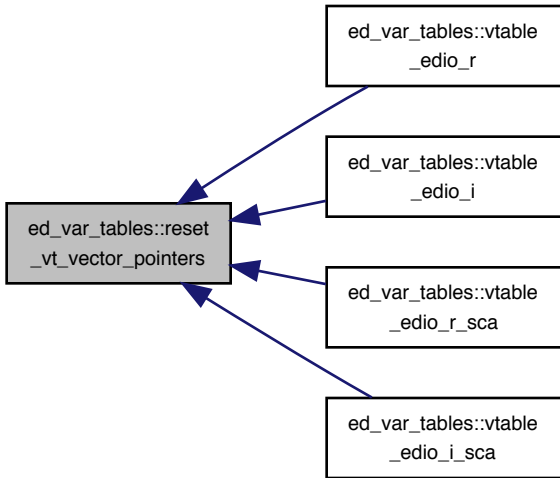 ed_var_tables::vtable
_edio_r
ed_var_tables::vtable
_edio_i
ed_var_tables::reset
_vt_vector_pointers
ed_var_tables::vtable
_edio_r_sca
ed_var_tables::vtable
_edio_i_sca